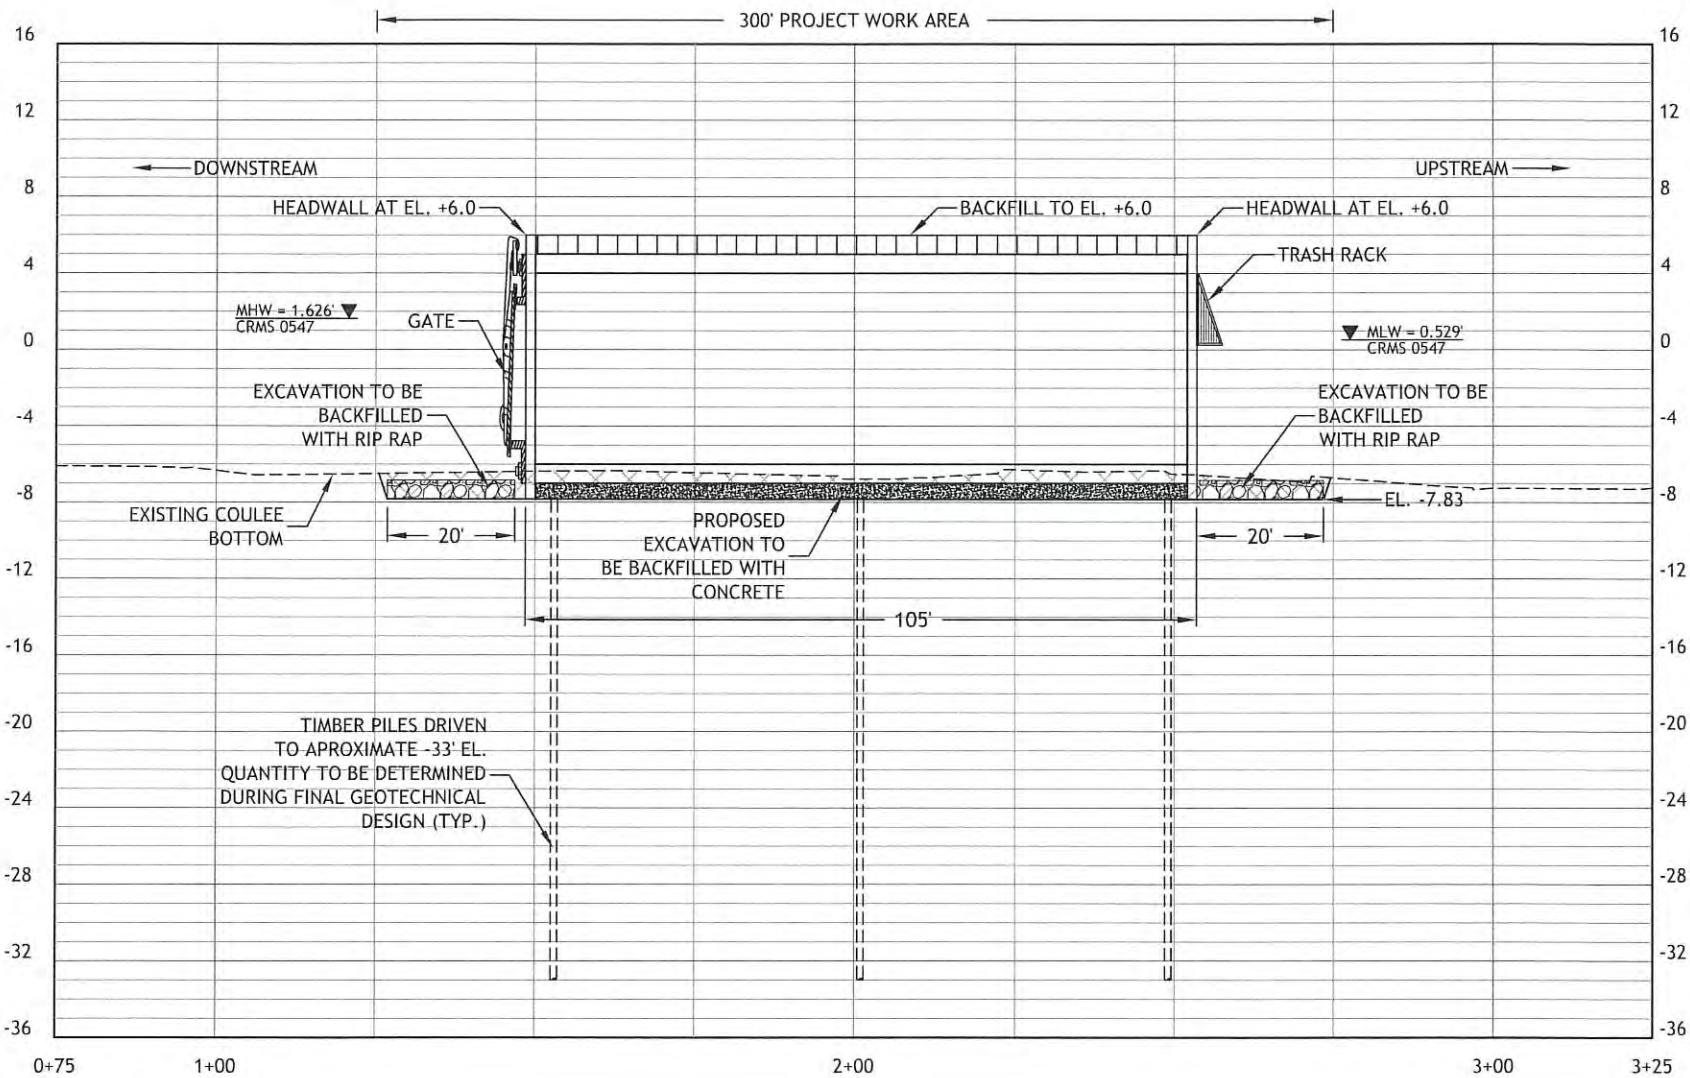 300' PROJECT WORK AREA
16
16
12
12
DOWNSTREAM
UPSTREAM
8
8
HEADWALL AT EL. +6.0
BACKFILL TO EL. +6.0
HEADWALL AT EL. +6.0
TRASH RACK
4
4
MHW = 1.626'
CRMS 0547
GATE
MLW = 0.529'
CRMS 0547
0
0
EXCAVATION TO BE
BACKFILLED
WITH RIP RAP
EXCAVATION TO BE
BACKFILLED
WITH RIP RAP
-4
-4
-8
-8
EL. -7.83
EXISTING COULEE
BOTTOM
20'
PROPOSED
EXCAVATION TO
BE BACKFILLED WITH
CONCRETE
20'
-12
-12
105'
-16
-16
-20
-20
TIMBER PILES DRIVEN
TO APROXIMATE -33' EL.
QUANTITY TO BE DETERMINED
DURING FINAL GEOTECHNICAL
DESIGN (TYP.)
-24
-24
-28
-28
-32
-32
-36
-36
0+75
1+00
2+00
3+00
3+25